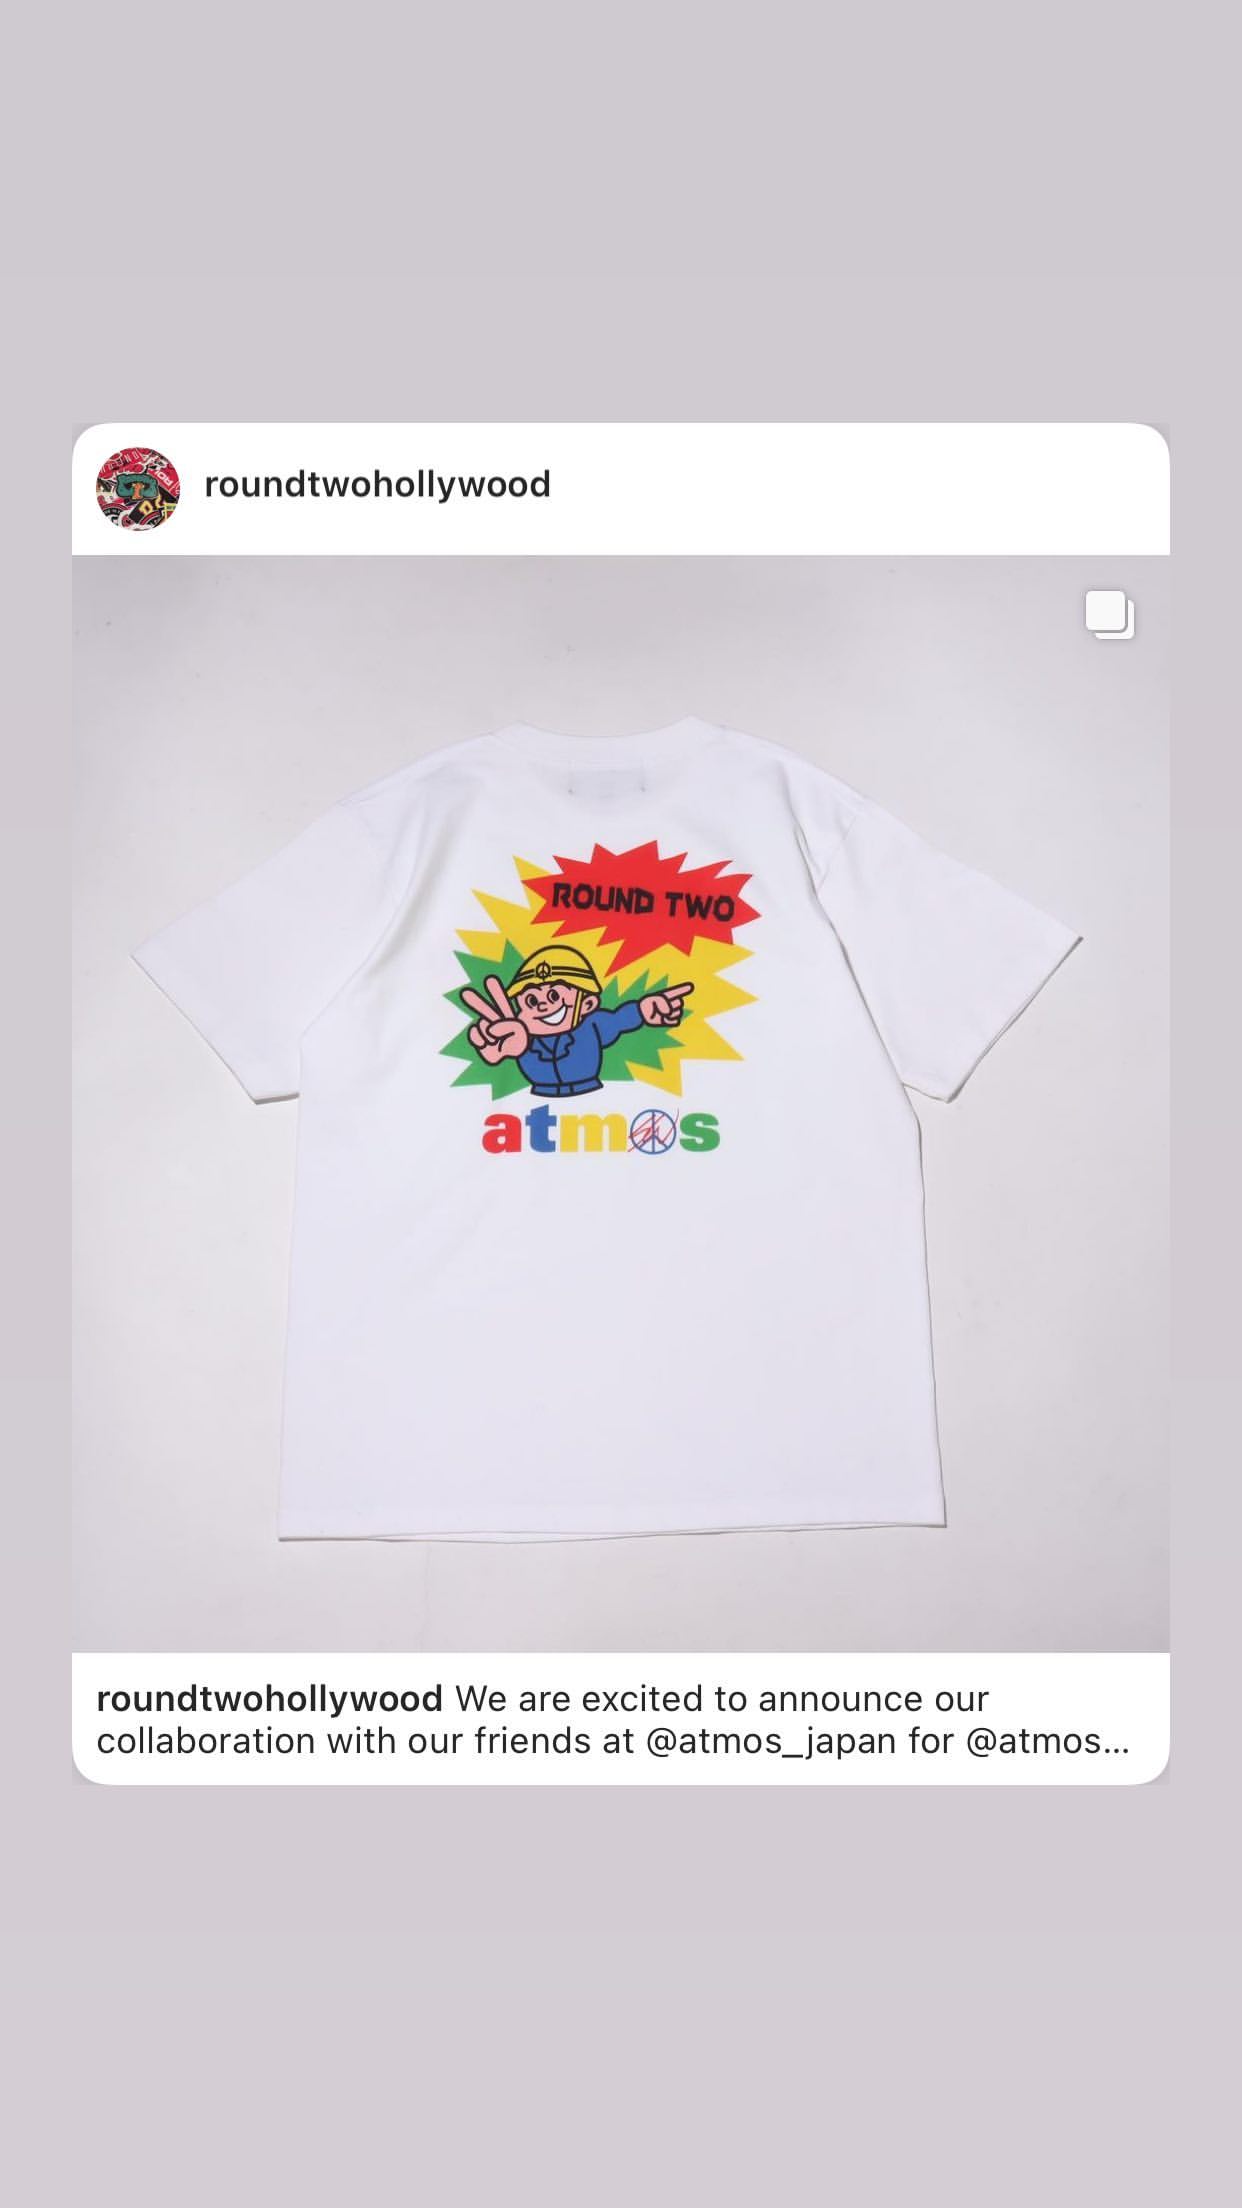 roundtwohollywood
ROUND TWO
atmos
roundtwohollywood We are excited to announce our
collaboration with our friends at @atmos_japan for @atmos...